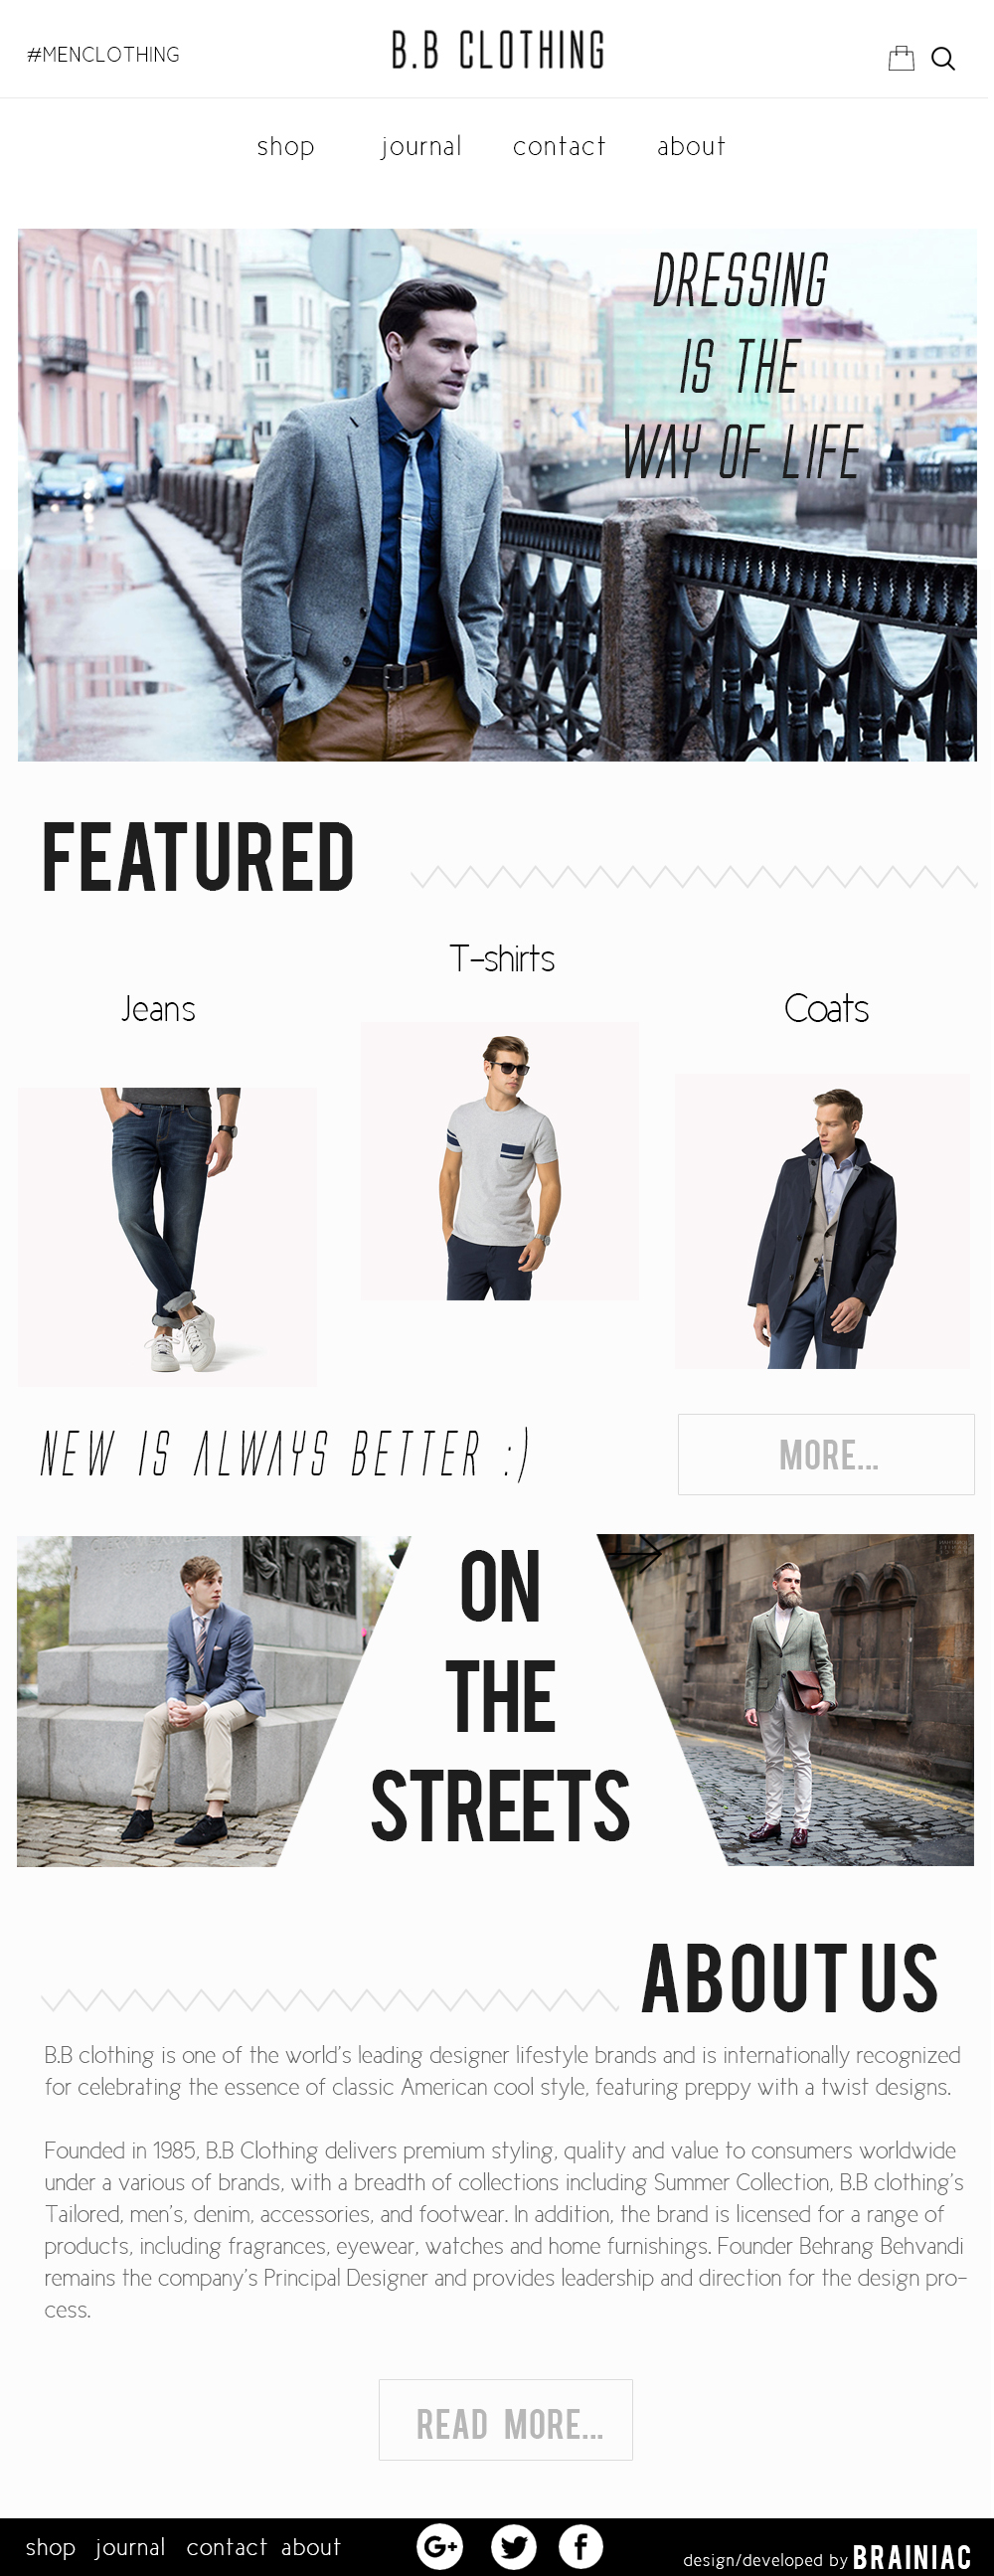 #MENCLOTHING
B.B CLOTHING
shop journal contact about
DRESSING
IS THE
WAY OF LIFE
FEATURED
T-shirts
Jeans
Coats
NEW IS ALWAYS BETTER :)
MORE...
ON
THE
STREETS
ABOUT US
B.B clothing is one of the world's leading designer lifestyle brands and is internationally recognized
for celebrating the essence of classic American cool style, featuring preppy with a twist designs.
Founded in 1985, B.B Clothing delivers premium styling, quality and value to consumers worldwide
under a various of brands, with a breadth of collections including Summer Collection, B.B clothing's
Tailored, men's, denim, accessories, and footwear. In addition, the brand is licensed for a range of
products, including fragrances, eyewear, watches and home furnishings. Founder Behrang Behvandi
remains the company's Principal Designer and provides leadership and direction for the design pro-
cess.
READ MORE...
shop journal contact about
G+
f
design/developed by BRAINIAC